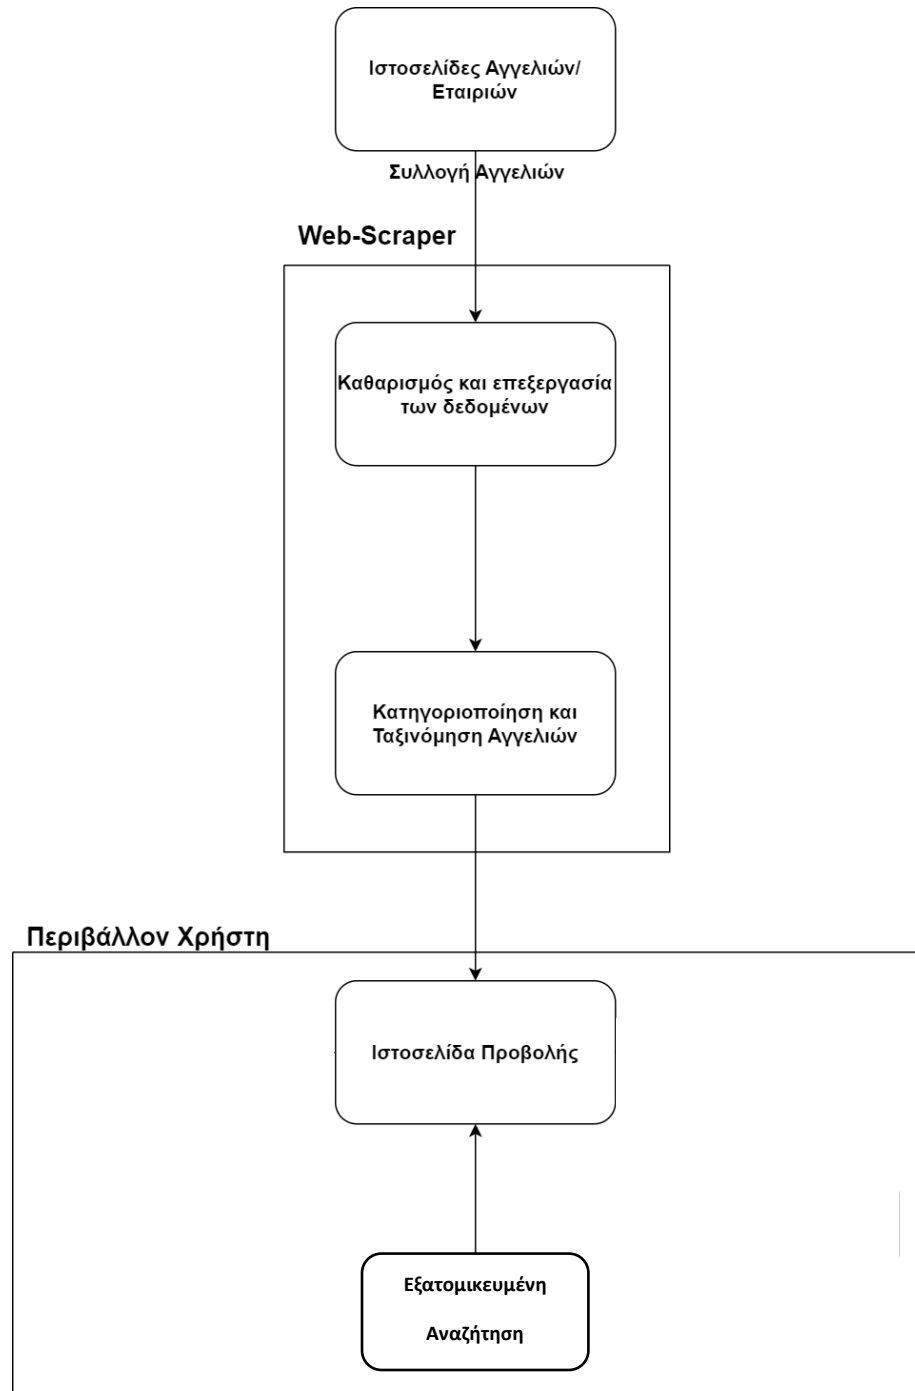 Ιστοσελίδες Αγγελιών/
Εταιριών
Συλλογή Αγγελιών
Web-Scraper
Καθαρισμός και επεξεργασία
των δεδομένων
Κατηγοριοποίηση και
Ταξινόμηση Αγγελιών
Περιβάλλον Χρήστη
Ιστοσελίδα Προβολής
Εξατομικευμένη
Αναζήτηση